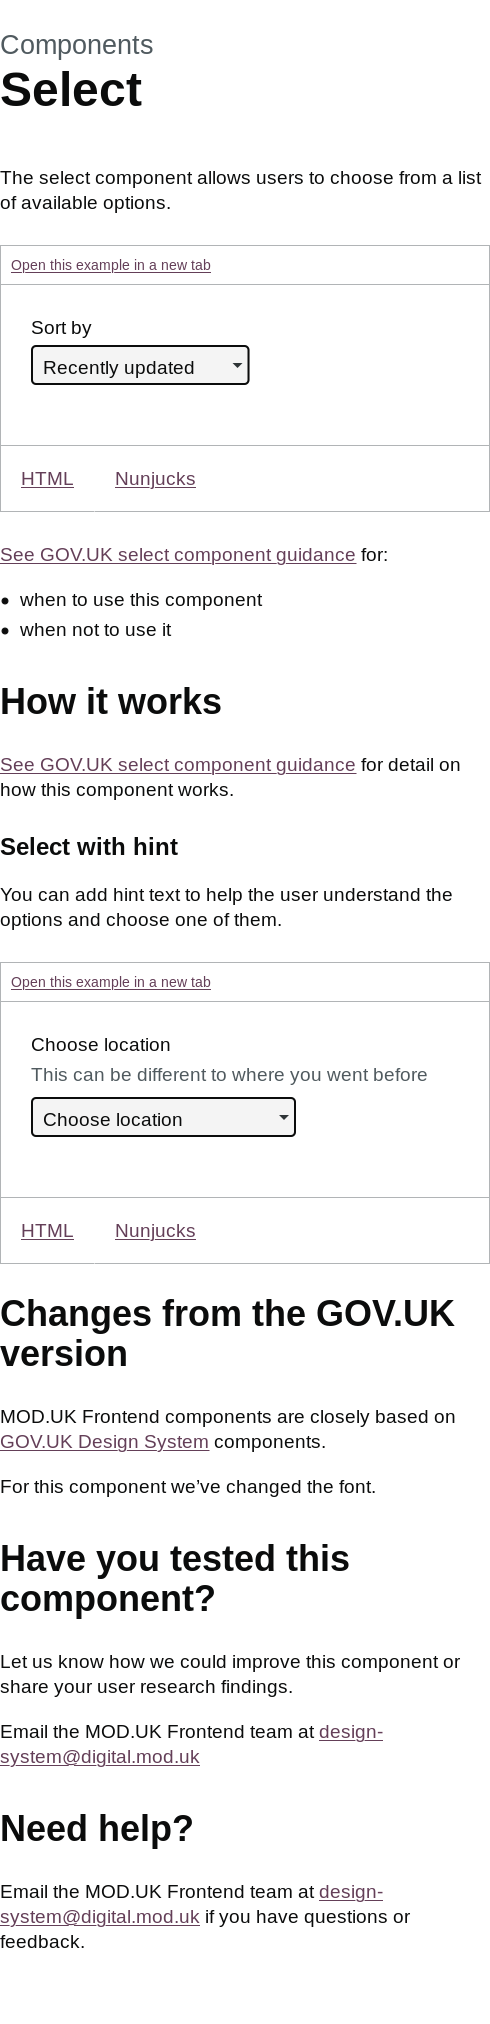 Components
Select
The select component allows users to choose from a list
of available options.
Open this example in a new tab
Sort by
Recently updated
HTML Nunjucks
See GOV.UK select component guidance for:
• when to use this component
• when not to use it
How it works
See GOV.UK select component guidance for detail on
how this component works.
Select with hint
You can add hint text to help the user understand the
options and choose one of them.
Open this example in a new tab
Choose location
This can be different to where you went before
Choose location
HTML Nunjucks
Changes from the GOV.UK
version
MOD.UK Frontend components are closely based on
GOV.UK Design System components.
For this component we’ve changed the font.
Have you tested this
component?
Let us know how we could improve this component or
share your user research findings.
Email the MOD.UK Frontend team at design-
system@digital.mod.uk
Need help?
Email the MOD.UK Frontend team at design-
system@digital.mod.uk if you have questions or
feedback.